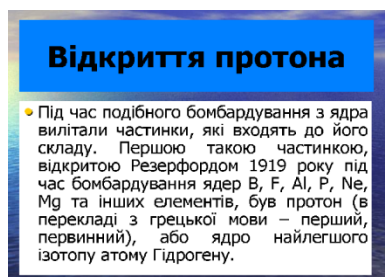 Відкриття протона
Під час подібного бомбардування з ядра
вилітали частинки, які входять до його
складу. Першою такою частинкою,
відкритою Резерфордом 1919 року під
час бомбардування ядер B, F, Al, P, Ne,
Mg та інших елементів, був протон (в
перекладі з грецької мови – перший,
первинний), або ядро найлегшого
ізотопу атому Гідрогену.